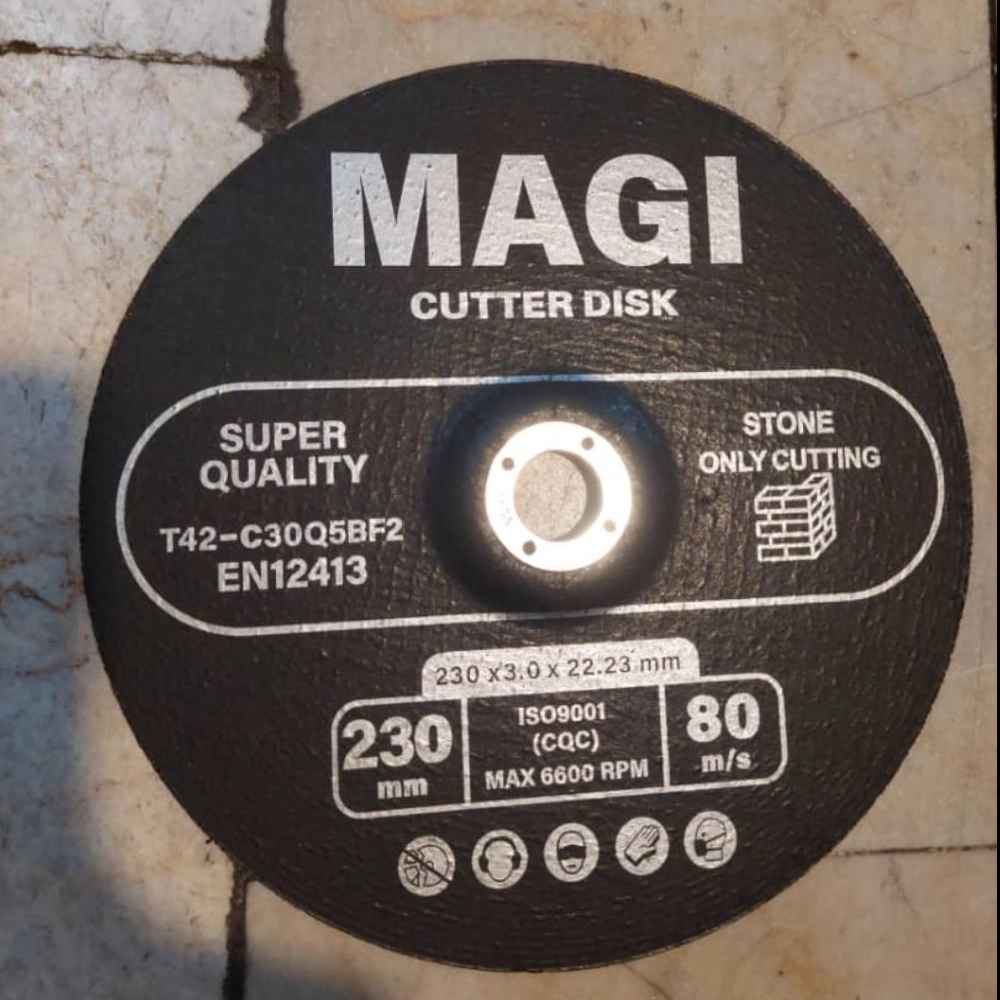 MAGI
CUTTER DISK
SUPER
QUALITY
T42-C30Q5BF2
EN12413
STONE
ONLY CUTTING
230 x3.0 x 22.23 mm
230
mm
ISO9001
(CQC)
MAX 6600 RPM
80
m/s